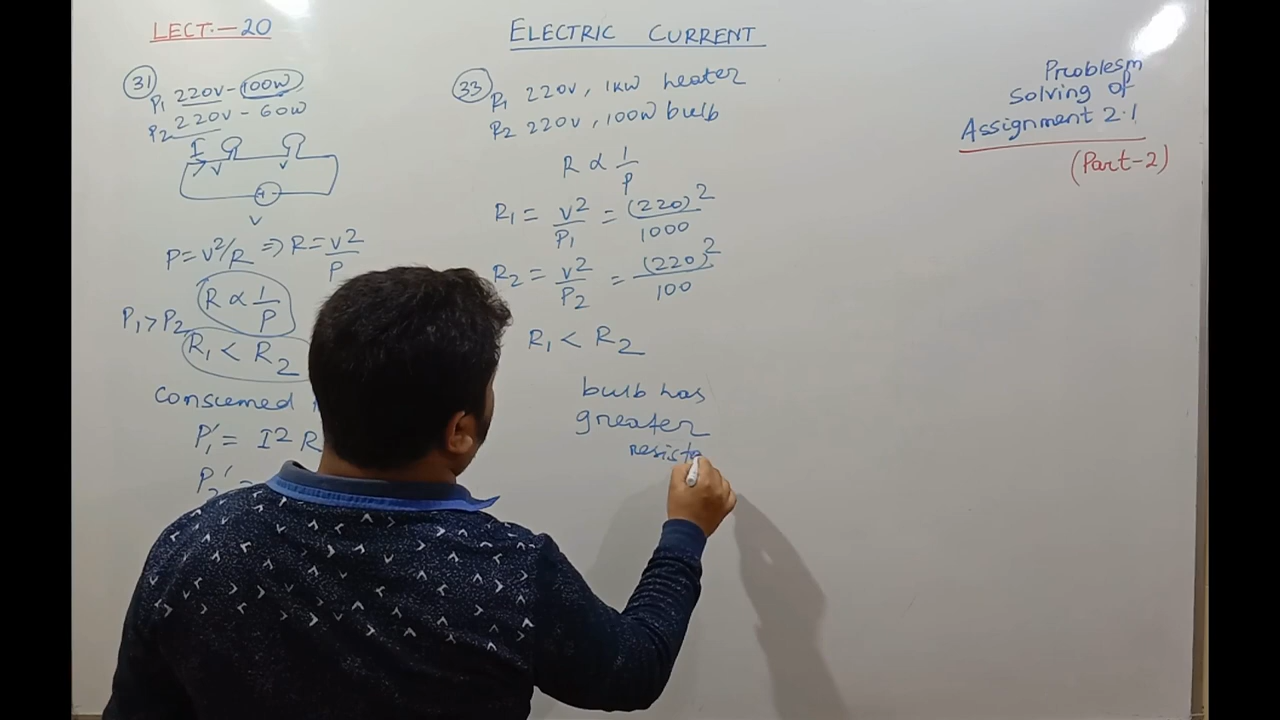 LECT.—20
ELECTRIC CURRENT
Problesm
solving of
Assignment 2.1
(Part-2)
31
P1 220V-100W
P2 220V-60W
I
V V
V
P=V²/R ⇒ R=V²/P
R ∝ 1/P
P1>P2
R1 < R2
Consumed
P1' = I² R
P2' =
33
P1 220V, 1KW heater
P2 220V, 100W bulb
R ∝ 1/P
R1 = V²/P1 = (220)²/1000
R2 = V²/P2 = (220)²/100
R1 < R2
bulb has
greater
resista